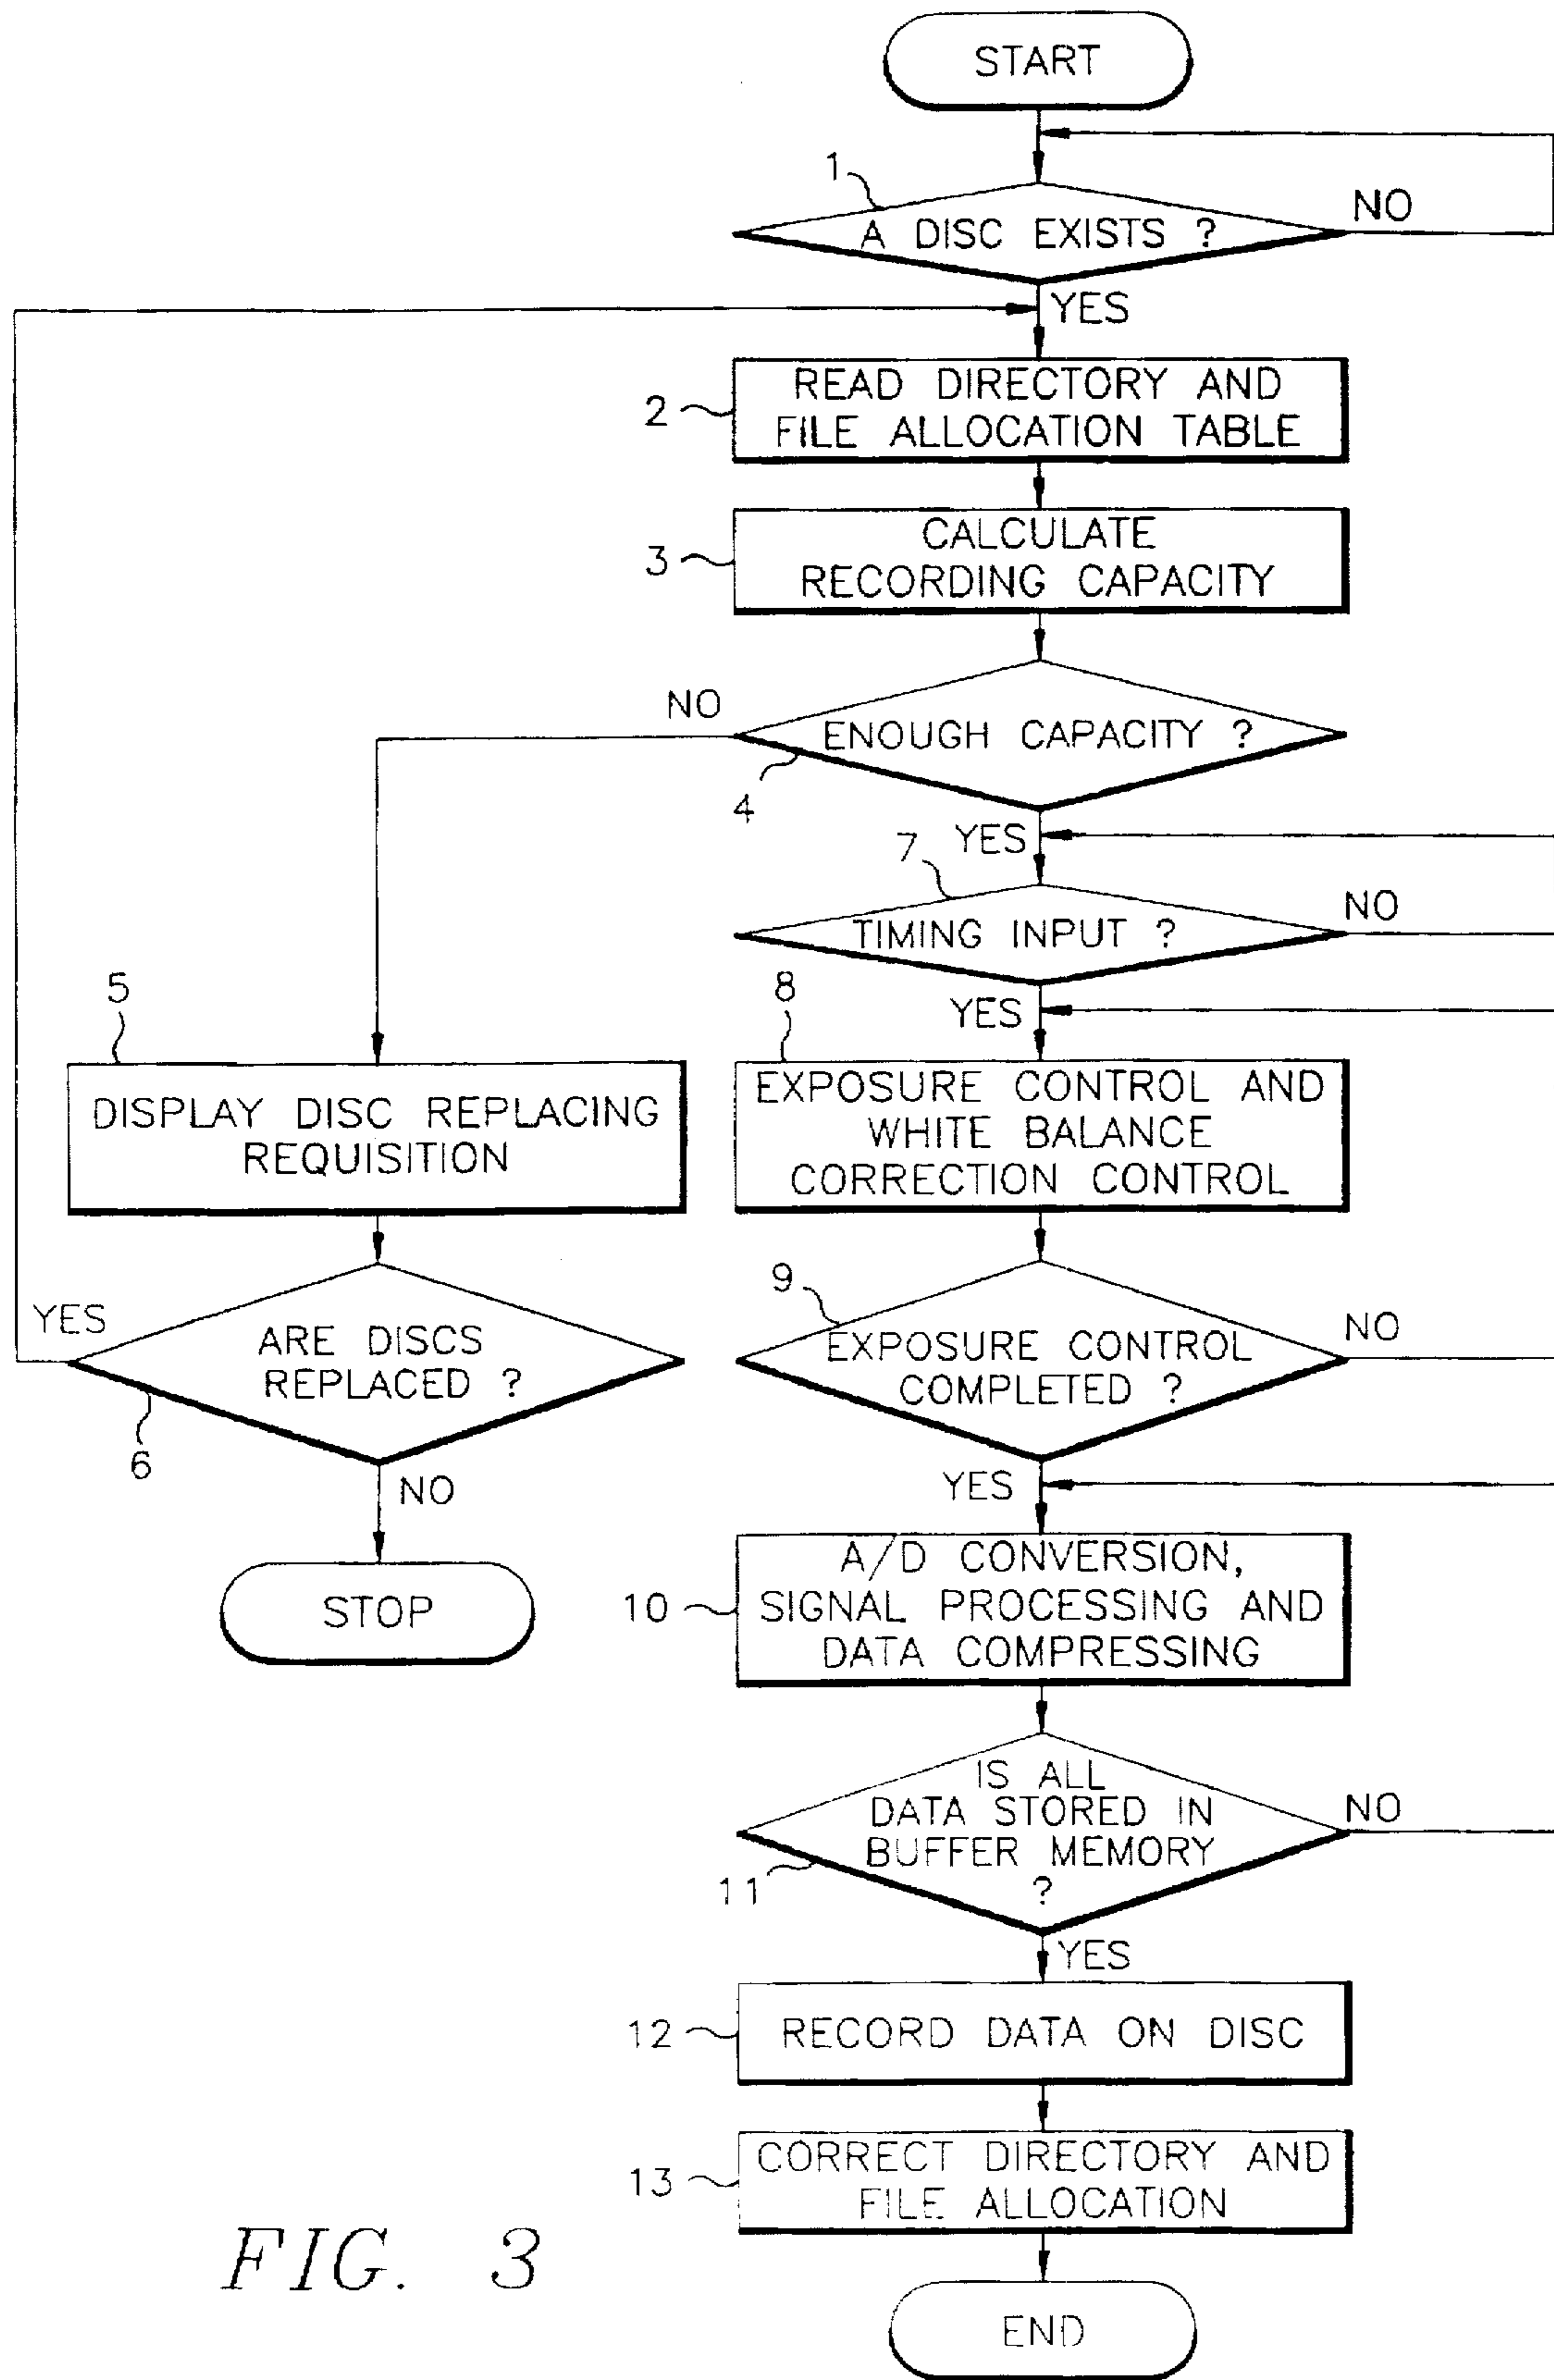 START
1
A DISC EXISTS ?
NO
YES
2
READ DIRECTORY AND
FILE ALLOCATION TABLE
3
CALCULATE
RECORDING CAPACITY
NO
ENOUGH CAPACITY ?
4
YES
7
TIMING INPUT ?
NO
5
DISPLAY DISC REPLACING
REQUISITION
YES
ARE DISCS
REPLACED ?
6
NO
STOP
YES
8
EXPOSURE CONTROL AND
WHITE BALANCE
CORRECTION CONTROL
9
EXPOSURE CONTROL
COMPLETED ?
NO
YES
10
A/D CONVERSION,
SIGNAL PROCESSING AND
DATA COMPRESSING
IS ALL
DATA STORED IN
BUFFER MEMORY
?
11
NO
YES
12
RECORD DATA ON DISC
13
CORRECT DIRECTORY AND
FILE ALLOCATION
END
FIG. 3